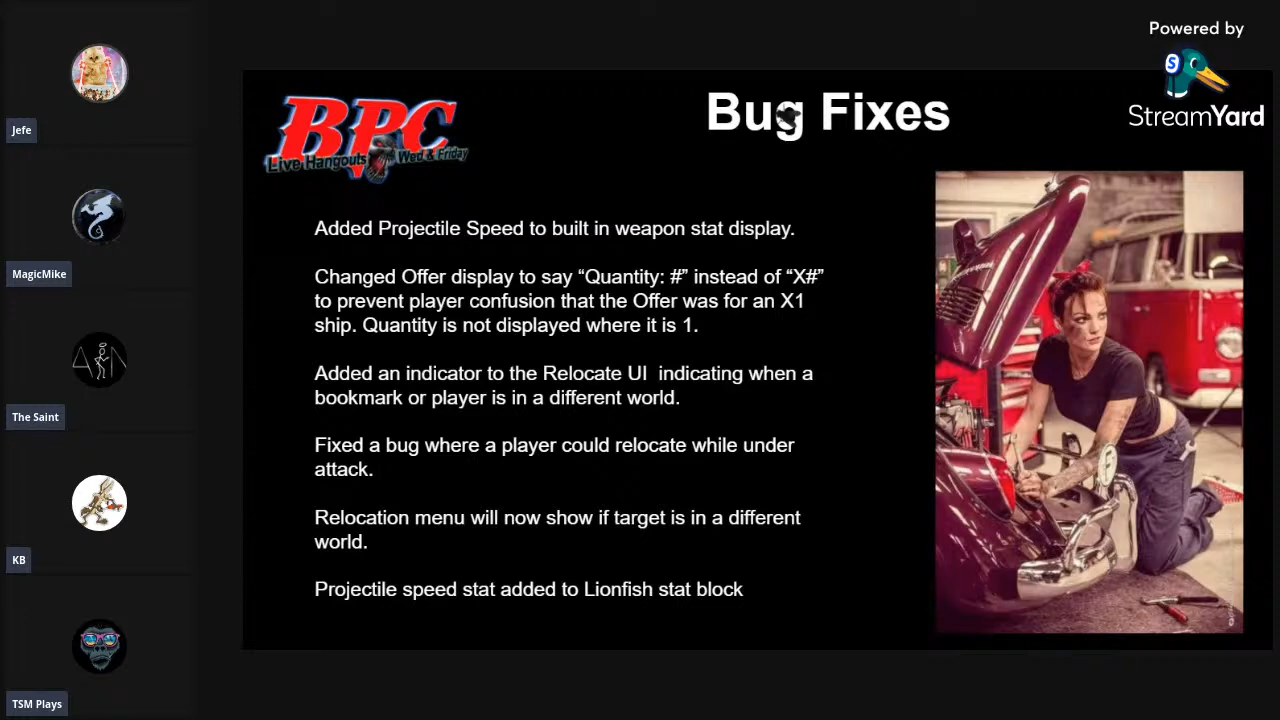 Powered by
StreamYard
Jefe
MagicMike
The Saint
KB
TSM Plays
BPC
Live Hangouts Wed & Friday
Bug Fixes
Added Projectile Speed to built in weapon stat display.
Changed Offer display to say “Quantity: #” instead of “X#”
to prevent player confusion that the Offer was for an X1
ship. Quantity is not displayed where it is 1.
Added an indicator to the Relocate UI  indicating when a
bookmark or player is in a different world.
Fixed a bug where a player could relocate while under
attack.
Relocation menu will now show if target is in a different
world.
Projectile speed stat added to Lionfish stat block